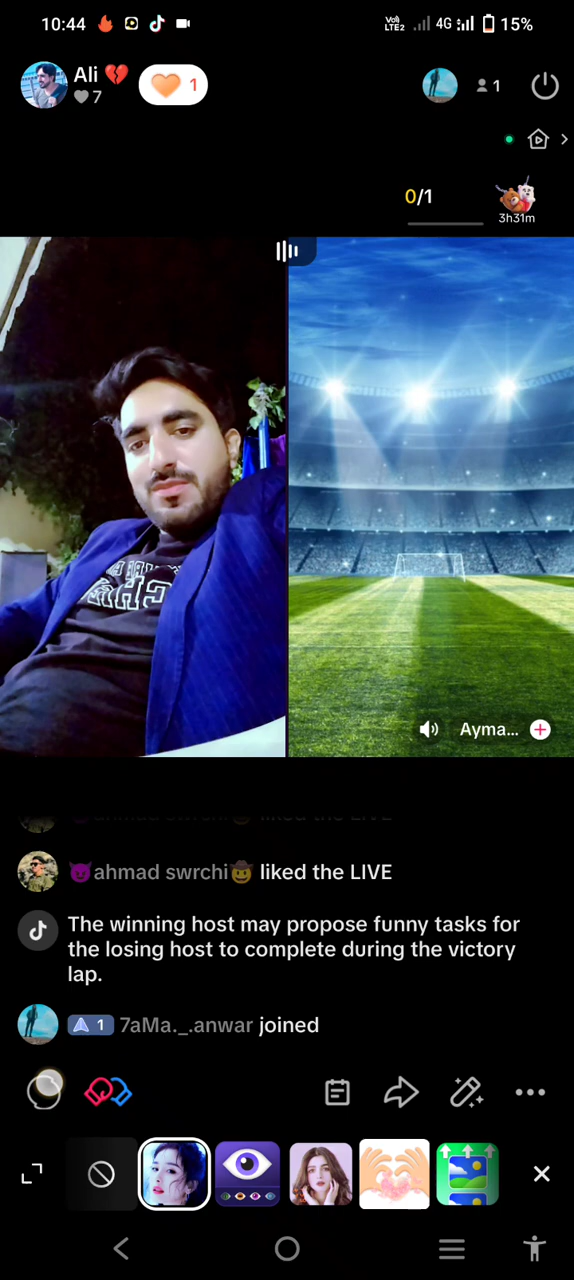 10:44
VoLTE2
4G
15%
Ali 💔
7
1
1
0/1
3h31m
Ayma...
😈ahmad swrchi🤠 liked the LIVE
The winning host may propose funny tasks for
the losing host to complete during the victory
lap.
1 7aMa._.anwar joined